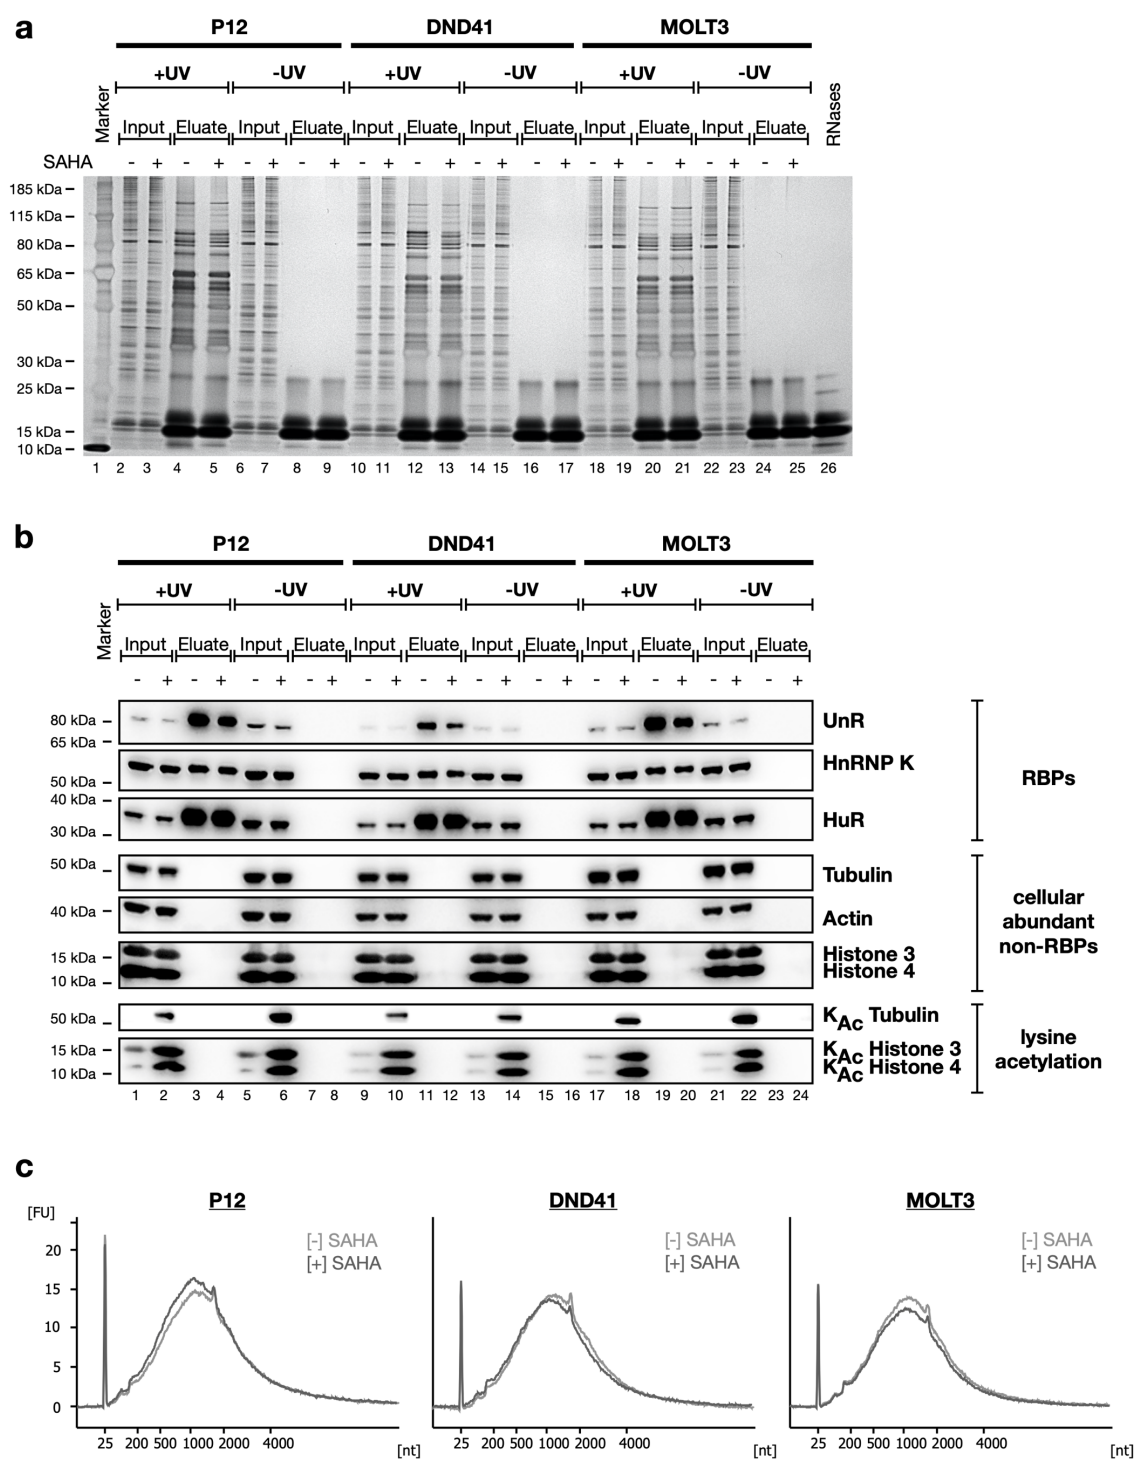 a
P12 DND41 MOLT3
+UV -UV +UV -UV +UV -UV
Marker
RNases
Input Eluate Input Eluate Input Eluate Input Eluate Input Eluate Input Eluate
SAHA - + - + - + - + - + - + - + - + - + - + - + - +
185 kDa
115 kDa
80 kDa
65 kDa
50 kDa
30 kDa
25 kDa
15 kDa
10 kDa
1 2 3 4 5 6 7 8 9 10 11 12 13 14 15 16 17 18 19 20 21 22 23 24 25 26
b
P12 DND41 MOLT3
+UV -UV +UV -UV +UV -UV
Marker
Input Eluate Input Eluate Input Eluate Input Eluate Input Eluate Input Eluate
- + - + - + - + - + - + - + - + - + - + - + - +
80 kDa
65 kDa
UnR
50 kDa
HnRNP K
40 kDa
30 kDa
HuR
RBPs
50 kDa
Tubulin
40 kDa
Actin
15 kDa
Histone 3
10 kDa
Histone 4
cellular
abundant
non-RBPs
50 kDa
KAc Tubulin
15 kDa
KAc Histone 3
10 kDa
KAc Histone 4
lysine
acetylation
1 2 3 4 5 6 7 8 9 10 11 12 13 14 15 16 17 18 19 20 21 22 23 24
c
P12 DND41 MOLT3
[FU]
[-] SAHA [-] SAHA [-] SAHA
[+] SAHA [+] SAHA [+] SAHA
20
15
10
5
0
25 200 500 1000 2000 4000 25 200 500 1000 2000 4000 25 200 500 1000 2000 4000
[nt] [nt] [nt]